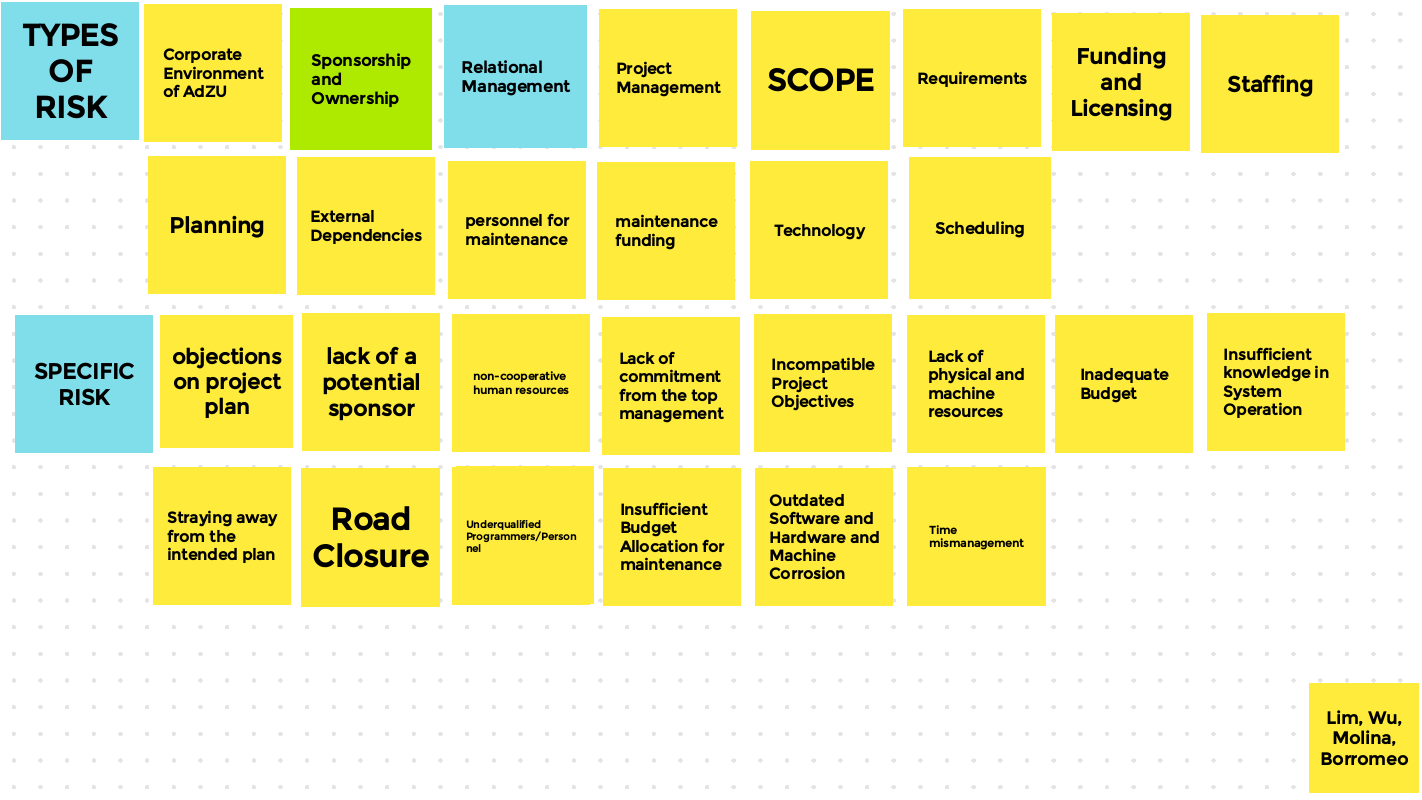 TYPES
OF
RISK
Corporate
Environment
of AdZU
Sponsorship
and
Ownership
Relational
Management
Project
Management
SCOPE
Requirements
Funding
and
Licensing
Staffing
Planning
External
Dependencies
personnel for
maintenance
maintenance
funding
Technology
Scheduling
SPECIFIC
RISK
objections
on project
plan
lack of a
potential
sponsor
non-cooperative
human resources
Lack of
commitment
from the top
management
Incompatible
Project
Objectives
Lack of
physical and
machine
resources
Inadequate
Budget
Insufficient
knowledge in
System
Operation
Straying away
from the
intended plan
Road
Closure
Underqualified
Programmers/Person
nel
Insufficient
Budget
Allocation for
maintenance
Outdated
Software and
Hardware and
Machine
Corrosion
Time
mismanagement
Lim, Wu,
Molina,
Borromeo